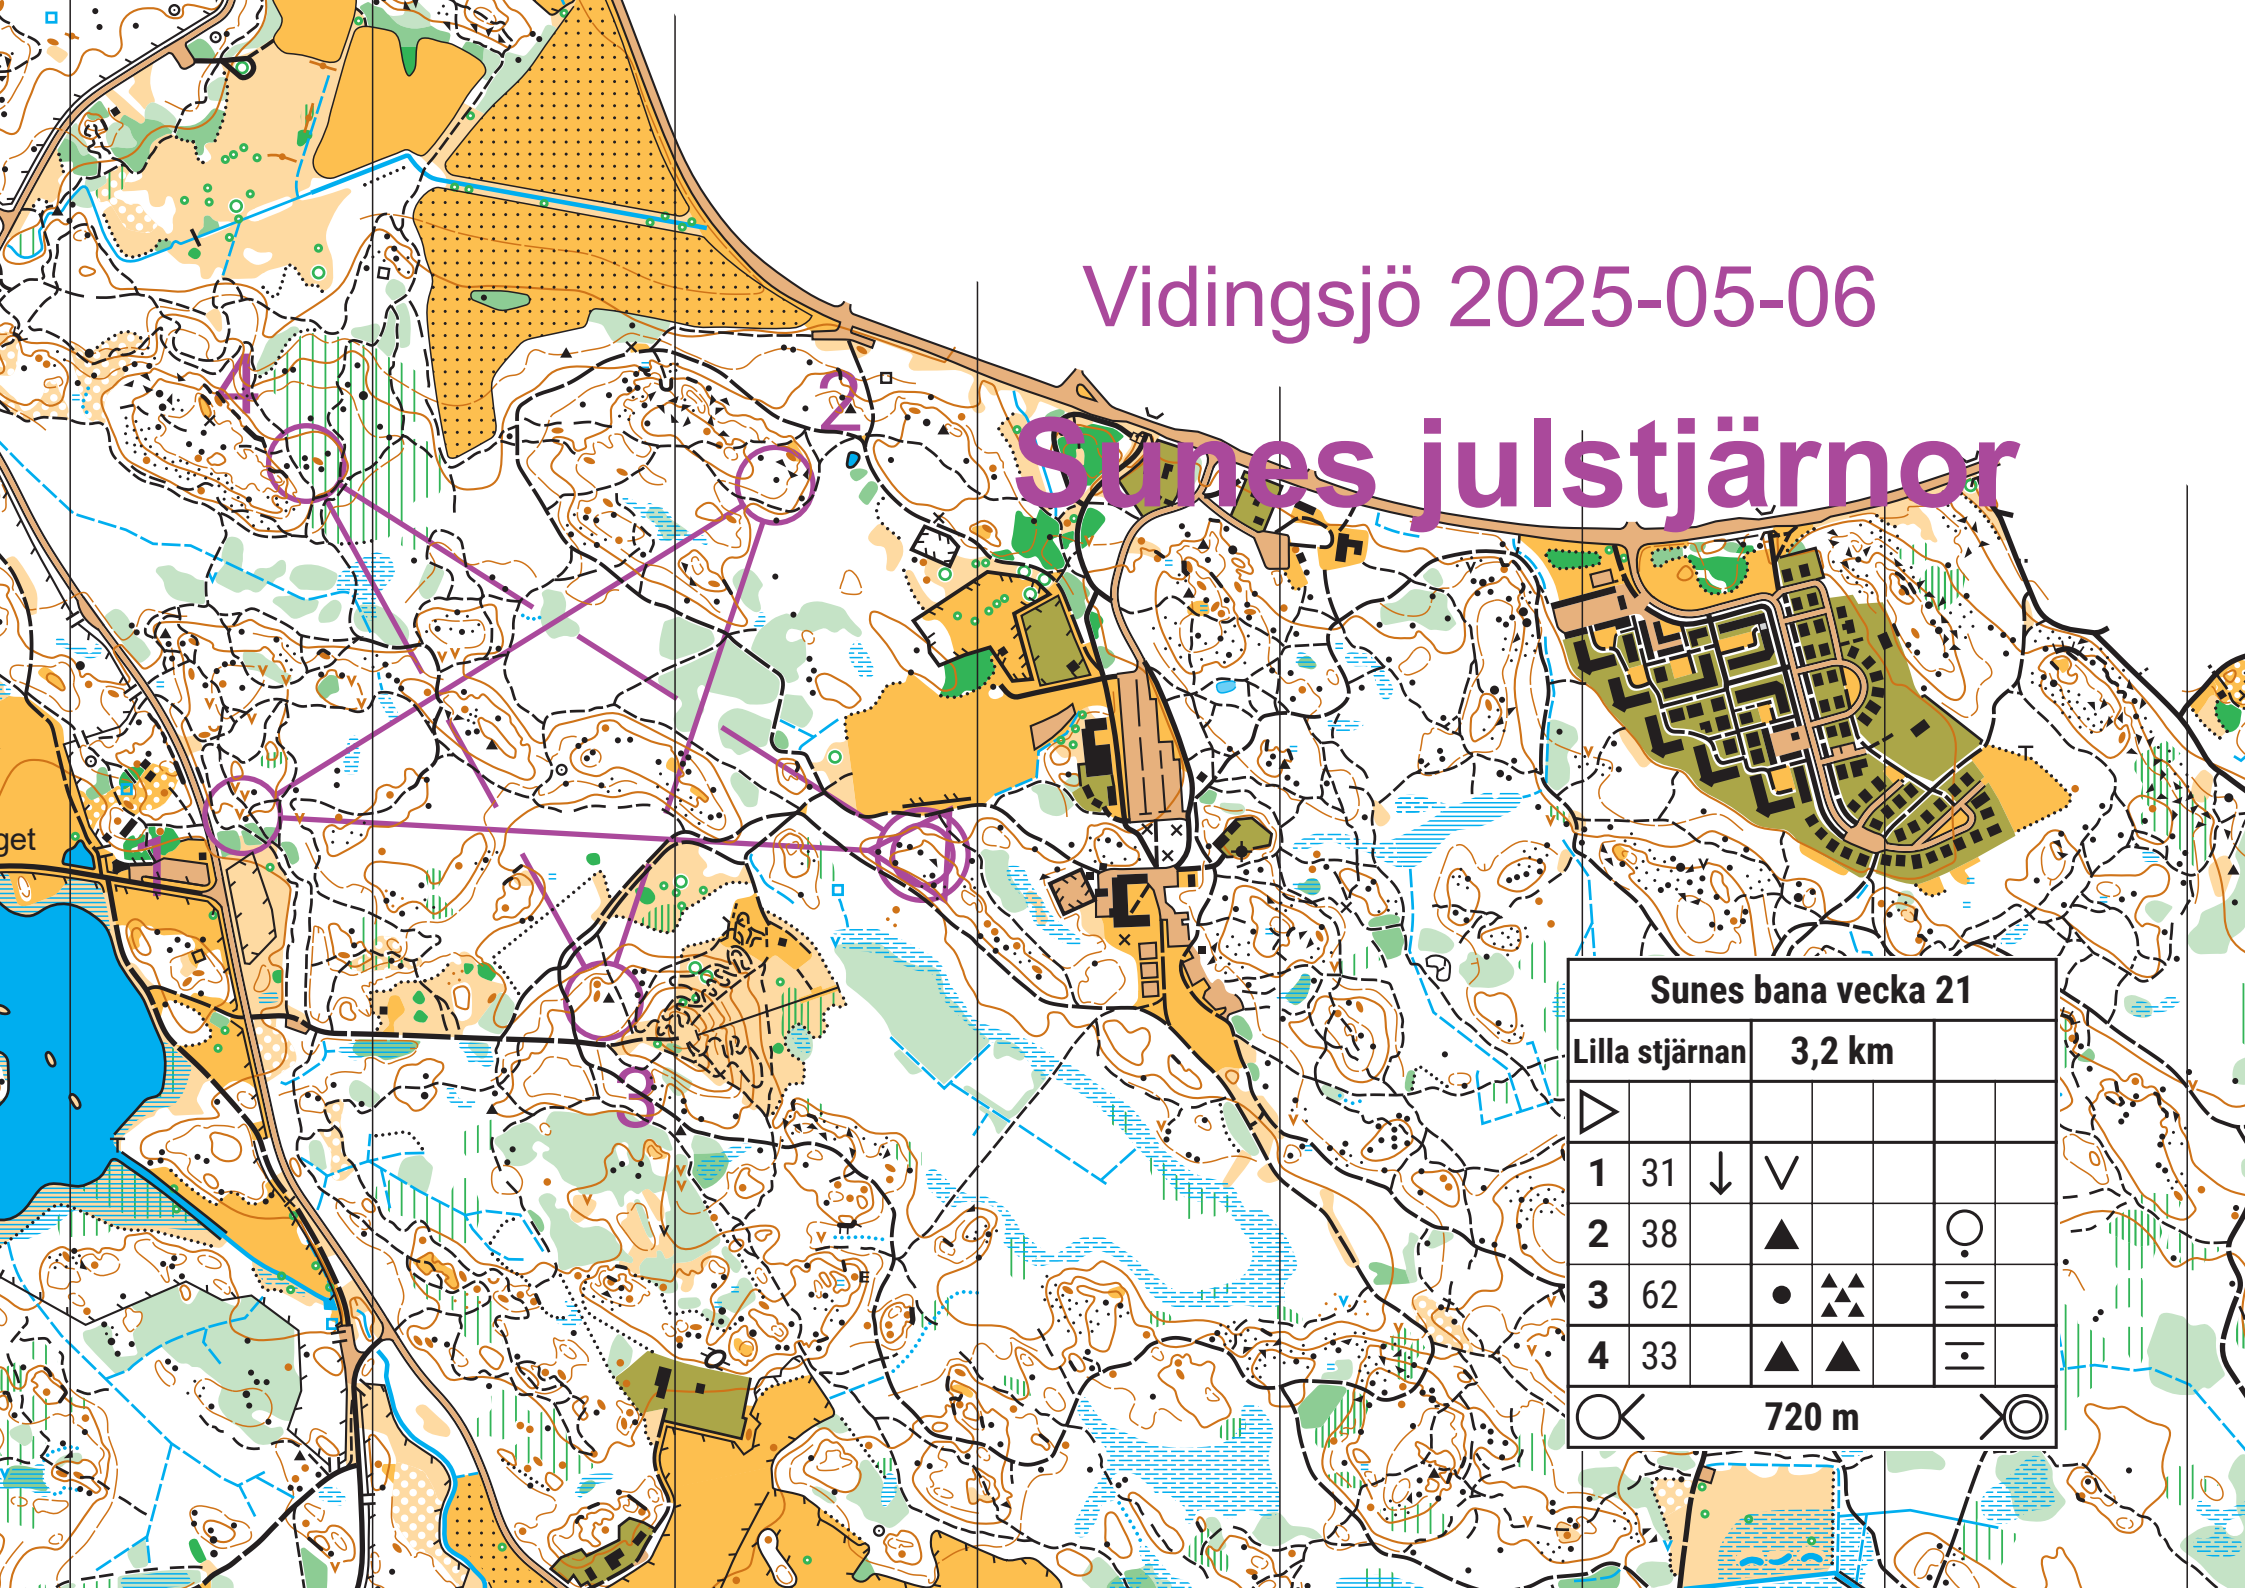 Vidingsjö 2025-05-06
Sunes julstjärnor
4
2
1
3
get
Sunes bana vecka 21
Lilla stjärnan 3,2 km
1 31
2 38
3 62
4 33
720 m